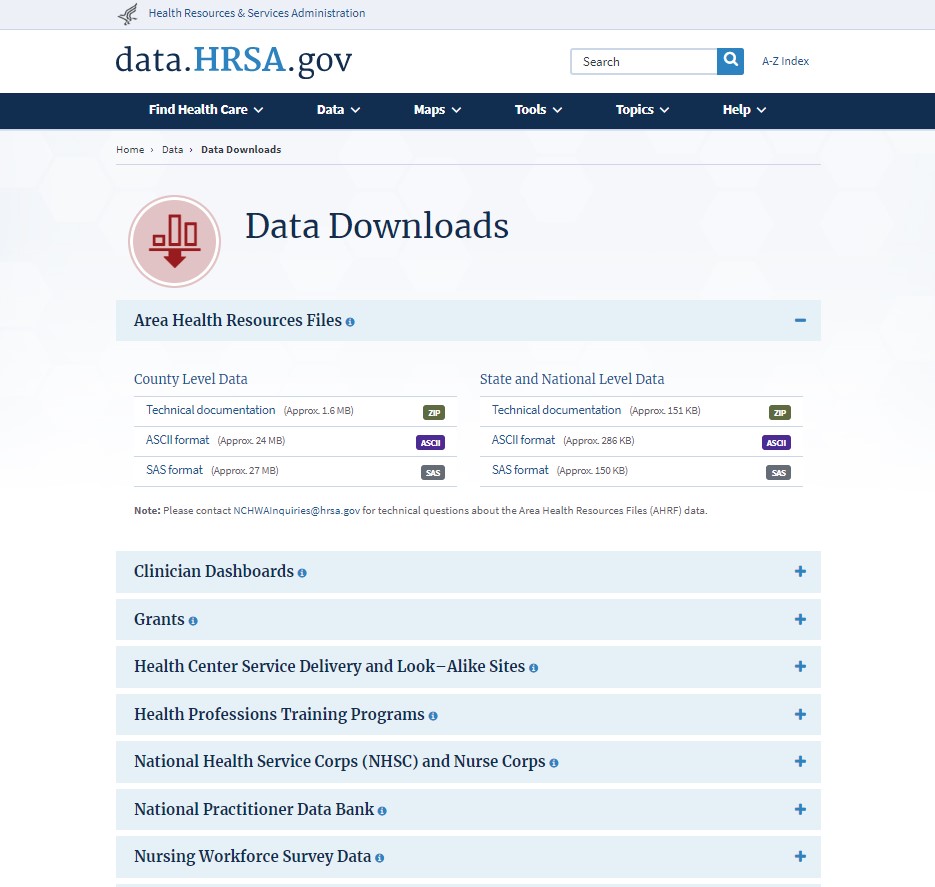 Health Resources & Services Administration
data.HRSA.gov
Search
A-Z Index
Find Health Care Data Maps Tools Topics Help
Home › Data › Data Downloads
Data Downloads
Area Health Resources Files
County Level Data
Technical documentation (Approx. 1.6 MB) ZIP
ASCII format (Approx. 24 MB) ASCII
SAS format (Approx. 27 MB) SAS
State and National Level Data
Technical documentation (Approx. 151 KB) ZIP
ASCII format (Approx. 286 KB) ASCII
SAS format (Approx. 150 KB) SAS
Note: Please contact NCHWAInquiries@hrsa.gov for technical questions about the Area Health Resources Files (AHRF) data.
Clinician Dashboards
Grants
Health Center Service Delivery and Look–Alike Sites
Health Professions Training Programs
National Health Service Corps (NHSC) and Nurse Corps
National Practitioner Data Bank
Nursing Workforce Survey Data